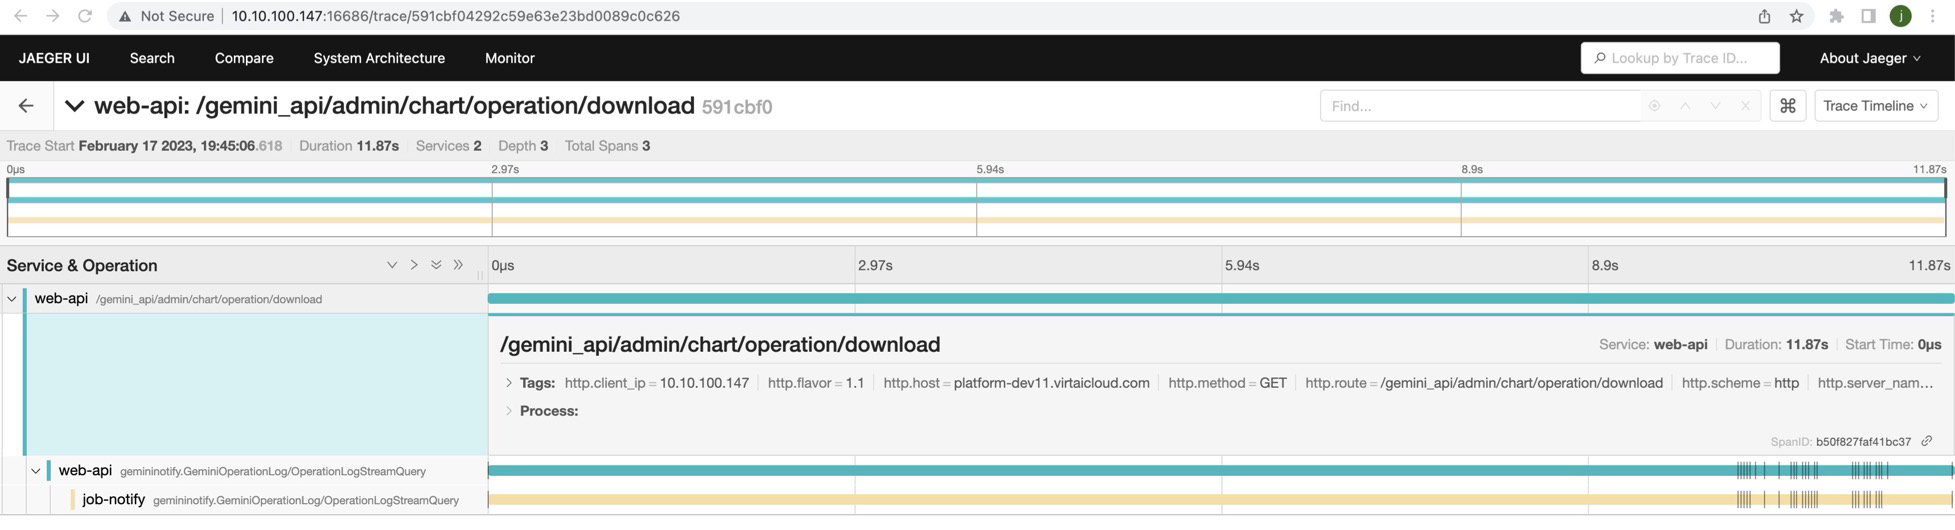 Not Secure 10.10.100.147:16686/trace/591cbf04292c59e63e23bd0089c0c626 j
JAEGER UI Search Compare System Architecture Monitor Lookup by Trace ID... About Jaeger
web-api: /gemini_api/admin/chart/operation/download 591cbf0 Find... ⌘ Trace Timeline
Trace Start February 17 2023, 19:45:06.618 Duration 11.87s Services 2 Depth 3 Total Spans 3
0μs 2.97s 5.94s 8.9s 11.87s
Service & Operation 0μs 2.97s 5.94s 8.9s 11.87s
web-api /gemini_api/admin/chart/operation/download
/gemini_api/admin/chart/operation/download Service: web-api Duration: 11.87s Start Time: 0μs
Tags: http.client_ip = 10.10.100.147 http.flavor = 1.1 http.host = platform-dev11.virtaicloud.com http.method = GET http.route = /gemini_api/admin/chart/operation/download http.scheme = http http.server_nam...
Process:
SpanID: b50f827faf41bc37
web-api gemininotify.GeminiOperationLog/OperationLogStreamQuery
job-notify gemininotify.GeminiOperationLog/OperationLogStreamQuery